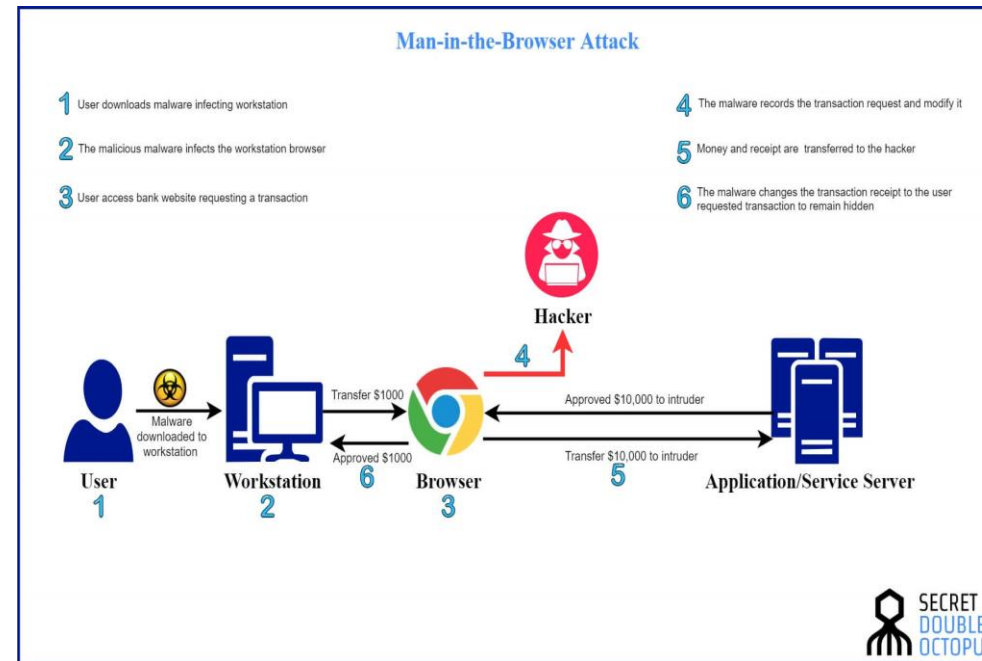 Man-in-the-Browser Attack
1 User downloads malware infecting workstation
2 The malicious malware infects the workstation browser
3 User access bank website requesting a transaction
4 The malware records the transaction request and modify it
5 Money and receipt are transferred to the hacker
6 The malware changes the transaction receipt to the user
requested transaction to remain hidden
Hacker
4
Malware
downloaded to
workstation
Transfer $1000
Approved $1000
6
Approved $10,000 to intruder
Transfer $10,000 to intruder
5
User
1
Workstation
2
Browser
3
Application/Service Server
SECRET
DOUBLE
OCTOPU